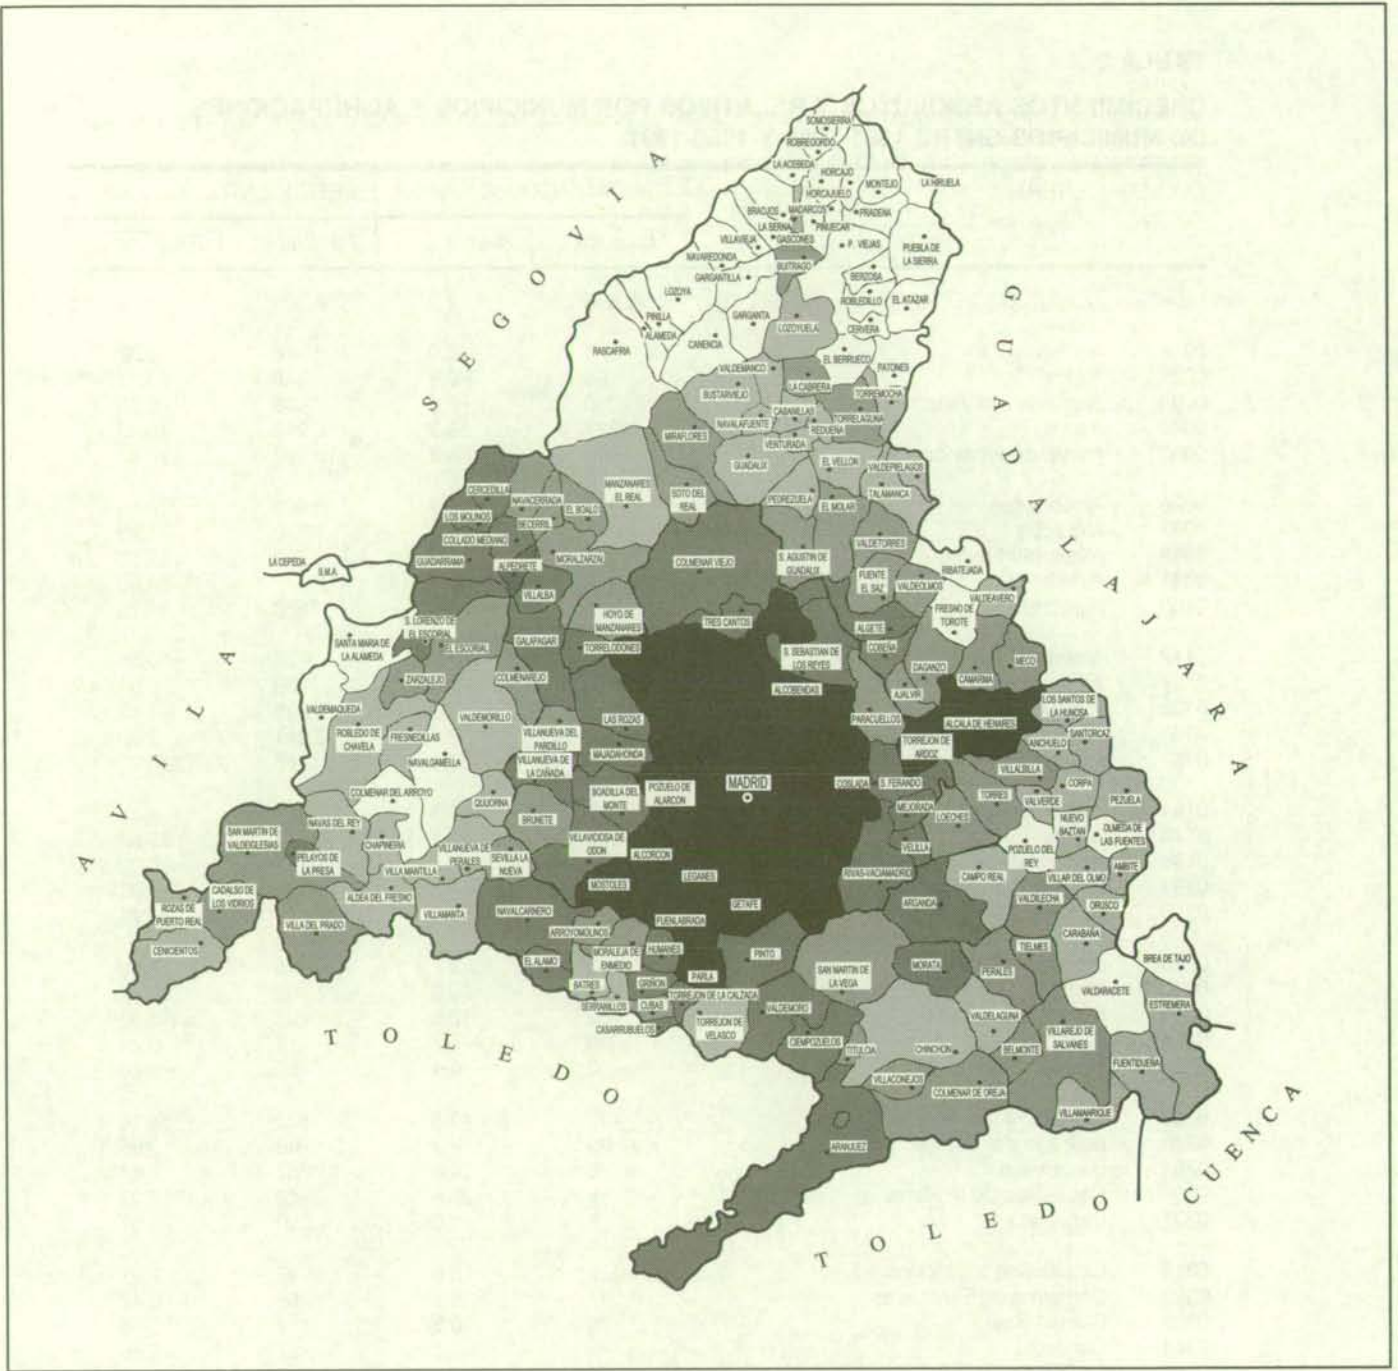 SOMOSIERRA
ROBREGORDO
LA ACEBEDA
HORCAJO
HORCAJUELO
MONTEJO
LA HIRUELA
BRAOJOS
MADARCOS
PRADENA
LA SERNA
PIÑUECAR
GASCONES
VILLAVIEJA
P. VIEJAS
PUEBLA DE
LA SIERRA
NAVARREDONDA
BUITRAGO
GARGANTILLA
BERZOSA
LOZOYA
ROBLEDILLO
EL ATAZAR
PINILLA
ALAMEDA
GARGANTA
LOZOYUELA
CERVERA
RASCAFRIA
CANENCIA
EL BERRUECO
PATONES
VALDEMANCO
LA CABRERA
BUSTARVIEJO
TORREMOCHA
CABANILLAS
TORRELAGUNA
NAVALAFUENTE
REDUEÑA
MIRAFLORES
VENTURADA
GUADALIX
EL VELLON
VALDEPIELAGOS
CERCEDILLA
NAVACERRADA
MANZANARES
EL REAL
SOTO DEL
REAL
PEDREZUELA
TALAMANCA
EL MOLAR
LOS MOLINOS
EL BOALO
BECERRIL
COLLADO MEDIANO
VALDETORRES
GUADARRAMA
ALPEDRETE
MORALZARZAL
COLMENAR VIEJO
S. AGUSTIN DE
GUADALIX
LA CEPEDA
S.M.A.
RIBATEJADA
FUENTE
EL SAZ
VALDEOLMOS
VALDEAVERO
VILLALBA
FRESNO DE
TOROTE
S. LORENZO DE
EL ESCORIAL
HOYO DE
MANZANARES
TRES CANTOS
ALGETE
SANTA MARIA DE
LA ALAMEDA
EL ESCORIAL
GALAPAGAR
TORRELODONES
S. SEBASTIAN DE
LOS REYES
COBEÑA
MECO
DAGANZO
ZARZALEJO
COLMENAREJO
ALCOBENDAS
CAMARMA
AJALVIR
LOS SANTOS DE
LA HUMOSA
VALDEMAQUEDA
VALDEMORILLO
LAS ROZAS
PARACUELLOS
ALCALA DE HENARES
ROBLEDO DE
CHAVELA
FRESNEDILLAS
VILLANUEVA DEL
PARDILLO
SANTORCAZ
TORREJON DE
ARDOZ
ANCHUELO
NAVALGAMELLA
MAJADAHONDA
VILLANUEVA DE
LA CAÑADA
VILLALBILLA
MADRID
COSLADA
S. FERANDO
CORPA
COLMENAR DEL ARROYO
QUIJORNA
BOADILLA DEL
MONTE
POZUELO DE
ALARCON
TORRES
VALVERDE
PEZUELA
MEJORADA
LOECHES
BRUNETE
NAVAS DEL REY
SAN MARTIN DE
VALDEIGLESIAS
NUEVO
BAZTAN
OLMEDA DE
LAS FUENTES
CHAPINERIA
VILLAVICIOSA DE
ODON
VELILLA
VILLANUEVA DE
PERALES
SEVILLA LA
NUEVA
ALCORCON
POZUELO DEL
REY
PELAYOS DE
LA PRESA
VILLA MANTILLA
LEGANES
RIVAS-VACIAMADRID
CAMPO REAL
VILLAR DEL OLMO
AMBITE
MOSTOLES
CADALSO DE
LOS VIDRIOS
ALDEA DEL FRESNO
GETAFE
ARGANDA
VALDILECHA
ORUSCO
ROZAS DE
PUERTO REAL
VILLAMANTA
NAVALCARNERO
FUENLABRADA
VILLA DEL PRADO
ARROYOMOLINOS
CARABAÑA
CENICIENTOS
MORALEJA DE
ENMEDIO
HUMANES
PINTO
TIELMES
BREA DE TAJO
EL ALAMO
SAN MARTIN DE
LA VEGA
MORATA
PERALES
PARLA
BATRES
GRIÑON
VALDARACETE
TORREJON DE LA CALZADA
SERRANILLOS
CUBAS
VALDEMORO
ESTREMERA
CASARRUBUELOS
TORREJON DE
VELASCO
VALDELAGUNA
VILLAREJO DE
SALVANES
CIEMPOZUELOS
TITULCIA
CHINCHON
BELMONTE
FUENTIDUEÑA
VILLACONEJOS
COLMENAR DE OREJA
VILLAMANRIQUE
ARANJUEZ
SEGOVIA
GUADALAJARA
AVILA
TOLEDO
TOLEDO
CUENCA